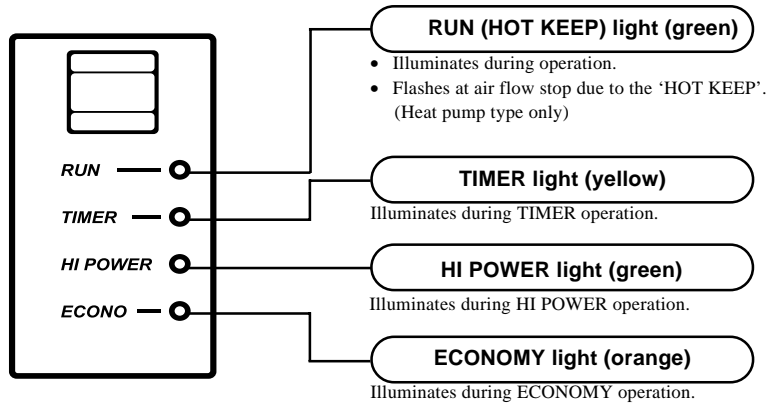 RUN (HOT KEEP) light (green)
• Illuminates during operation.
• Flashes at air flow stop due to the ‘HOT KEEP’.
(Heat pump type only)
RUN
TIMER light (yellow)
TIMER
Illuminates during TIMER operation.
HI POWER
HI POWER light (green)
ECONO
Illuminates during HI POWER operation.
ECONOMY light (orange)
Illuminates during ECONOMY operation.